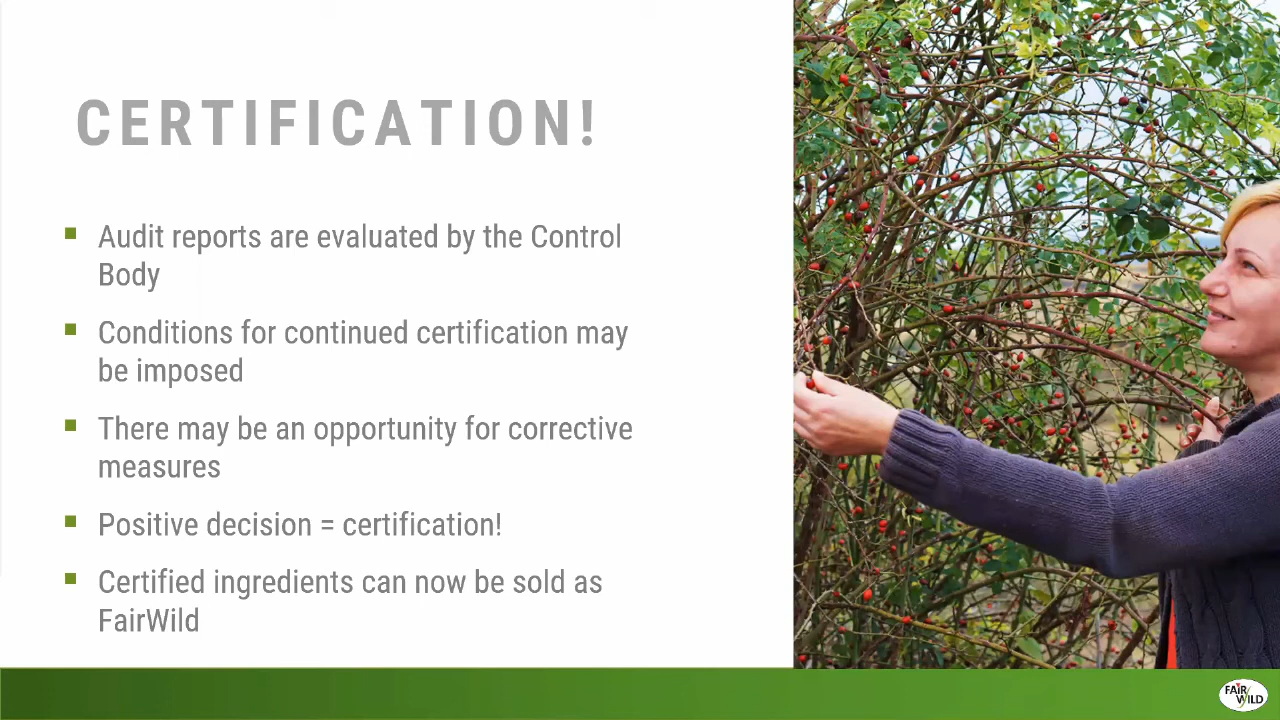 CERTIFICATION!
Audit reports are evaluated by the Control
Body
Conditions for continued certification may
be imposed
There may be an opportunity for corrective
measures
Positive decision = certification!
Certified ingredients can now be sold as
FairWild
FAIR
WILD